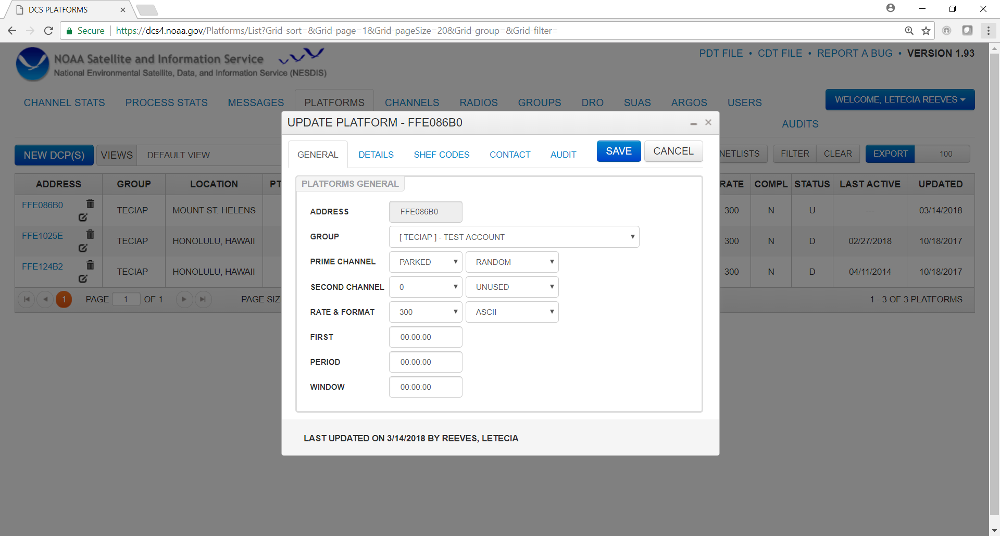 DCS PLATFORMS
Secure https://dcs4.noaa.gov/Platforms/List?Grid-sort=&Grid-page=1&Grid-pageSize=20&Grid-group=&Grid-filter=
NOAA Satellite and Information Service
National Environmental Satellite, Data, and Information Service (NESDIS)
PDT FILE • CDT FILE • REPORT A BUG • VERSION 1.93
CHANNEL STATS PROCESS STATS MESSAGES PLATFORMS CHANNELS RADIOS GROUPS DRO SUAS ARGOS USERS
WELCOME, LETECIA REEVES
AUDITS
NEW DCP(S) VIEWS DEFAULT VIEW
NETLISTS FILTER CLEAR EXPORT 100
ADDRESS GROUP LOCATION PT RATE COMPL STATUS LAST ACTIVE UPDATED
FFE086B0 TECIAP MOUNT ST. HELENS 300 N U --- 03/14/2018
FFE1025E TECIAP HONOLULU, HAWAII 300 N D 02/27/2018 10/18/2017
FFE124B2 TECIAP HONOLULU, HAWAII 300 N D 04/11/2014 10/18/2017
1 PAGE 1 OF 1 PAGE SIZ
1 - 3 OF 3 PLATFORMS
UPDATE PLATFORM - FFE086B0
GENERAL DETAILS SHEF CODES CONTACT AUDIT SAVE CANCEL
PLATFORMS GENERAL
ADDRESS FFE086B0
GROUP [ TECIAP ] - TEST ACCOUNT
PRIME CHANNEL PARKED RANDOM
SECOND CHANNEL 0 UNUSED
RATE & FORMAT 300 ASCII
FIRST 00:00:00
PERIOD 00:00:00
WINDOW 00:00:00
LAST UPDATED ON 3/14/2018 BY REEVES, LETECIA